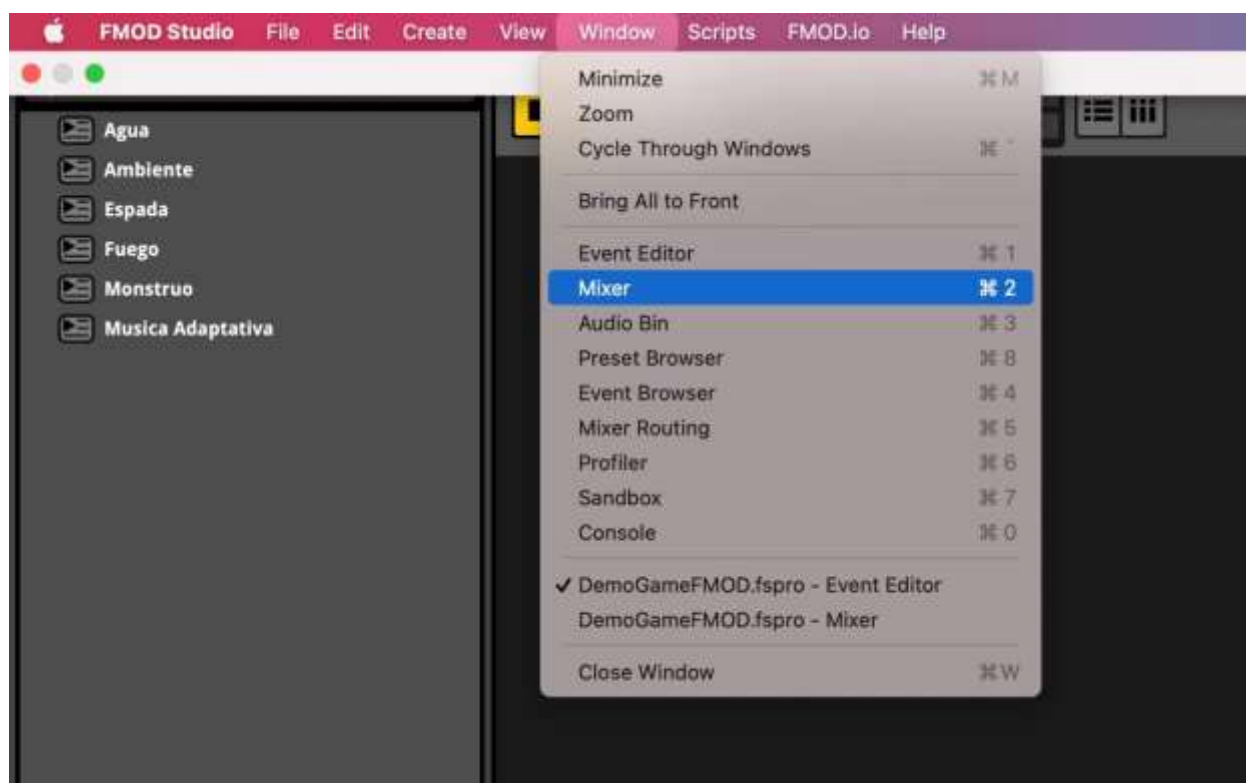 FMOD Studio File Edit Create View Window Scripts FMOD.io Help
Minimize ⌘ M
Zoom
Cycle Through Windows ⌘ `
Bring All to Front
Event Editor ⌘ 1
Mixer ⌘ 2
Audio Bin ⌘ 3
Preset Browser ⌘ 8
Event Browser ⌘ 4
Mixer Routing ⌘ 5
Profiler ⌘ 6
Sandbox ⌘ 7
Console ⌘ 0
✓ DemoGameFMOD.fspro - Event Editor
DemoGameFMOD.fspro - Mixer
Close Window ⌘ W
Agua
Ambiente
Espada
Fuego
Monstruo
Musica Adaptativa